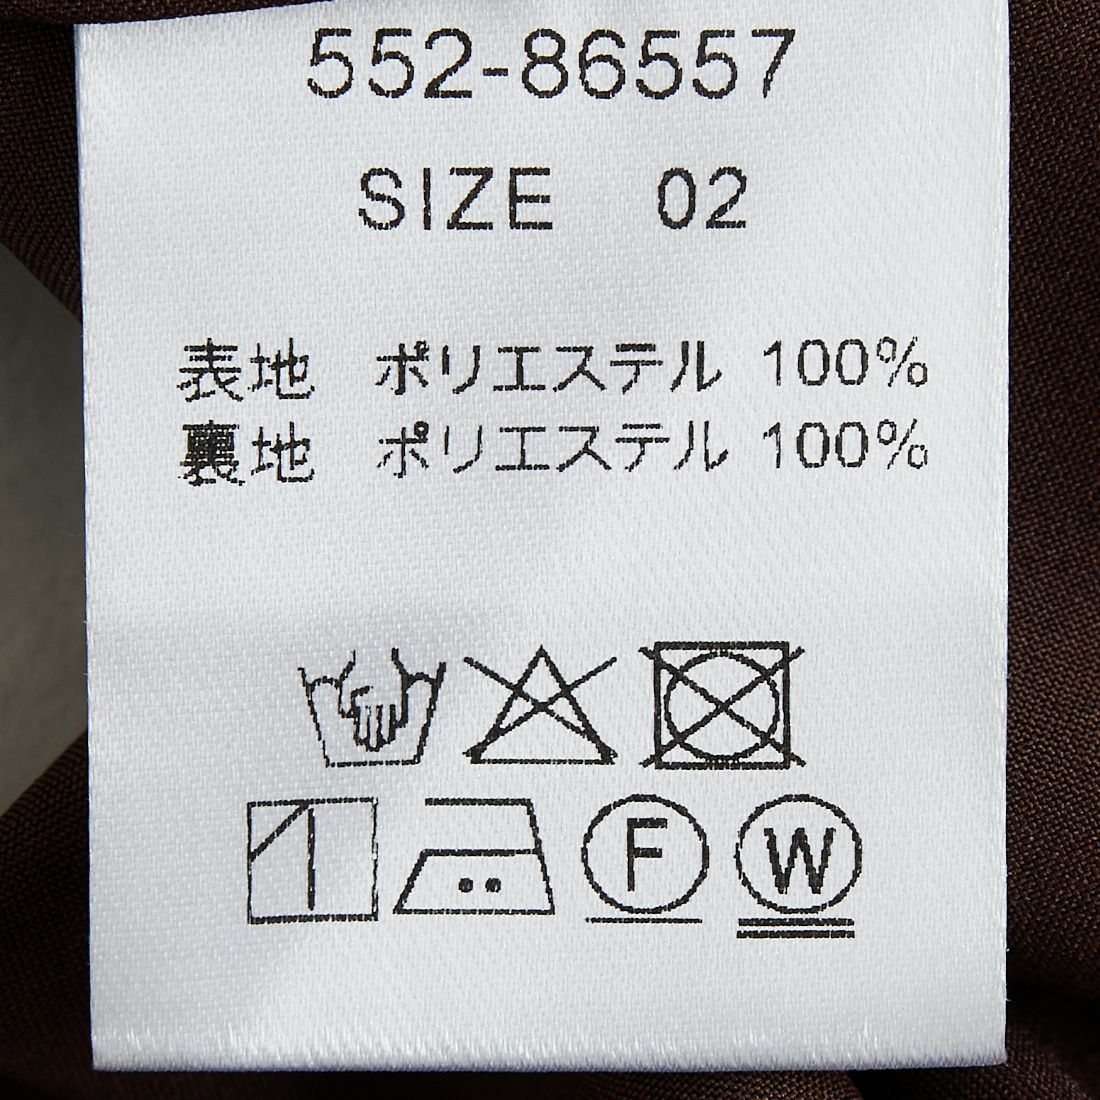 552-86557
SIZE 02
表地 ポリエステル 100%
裏地 ポリエステル 100%
F W